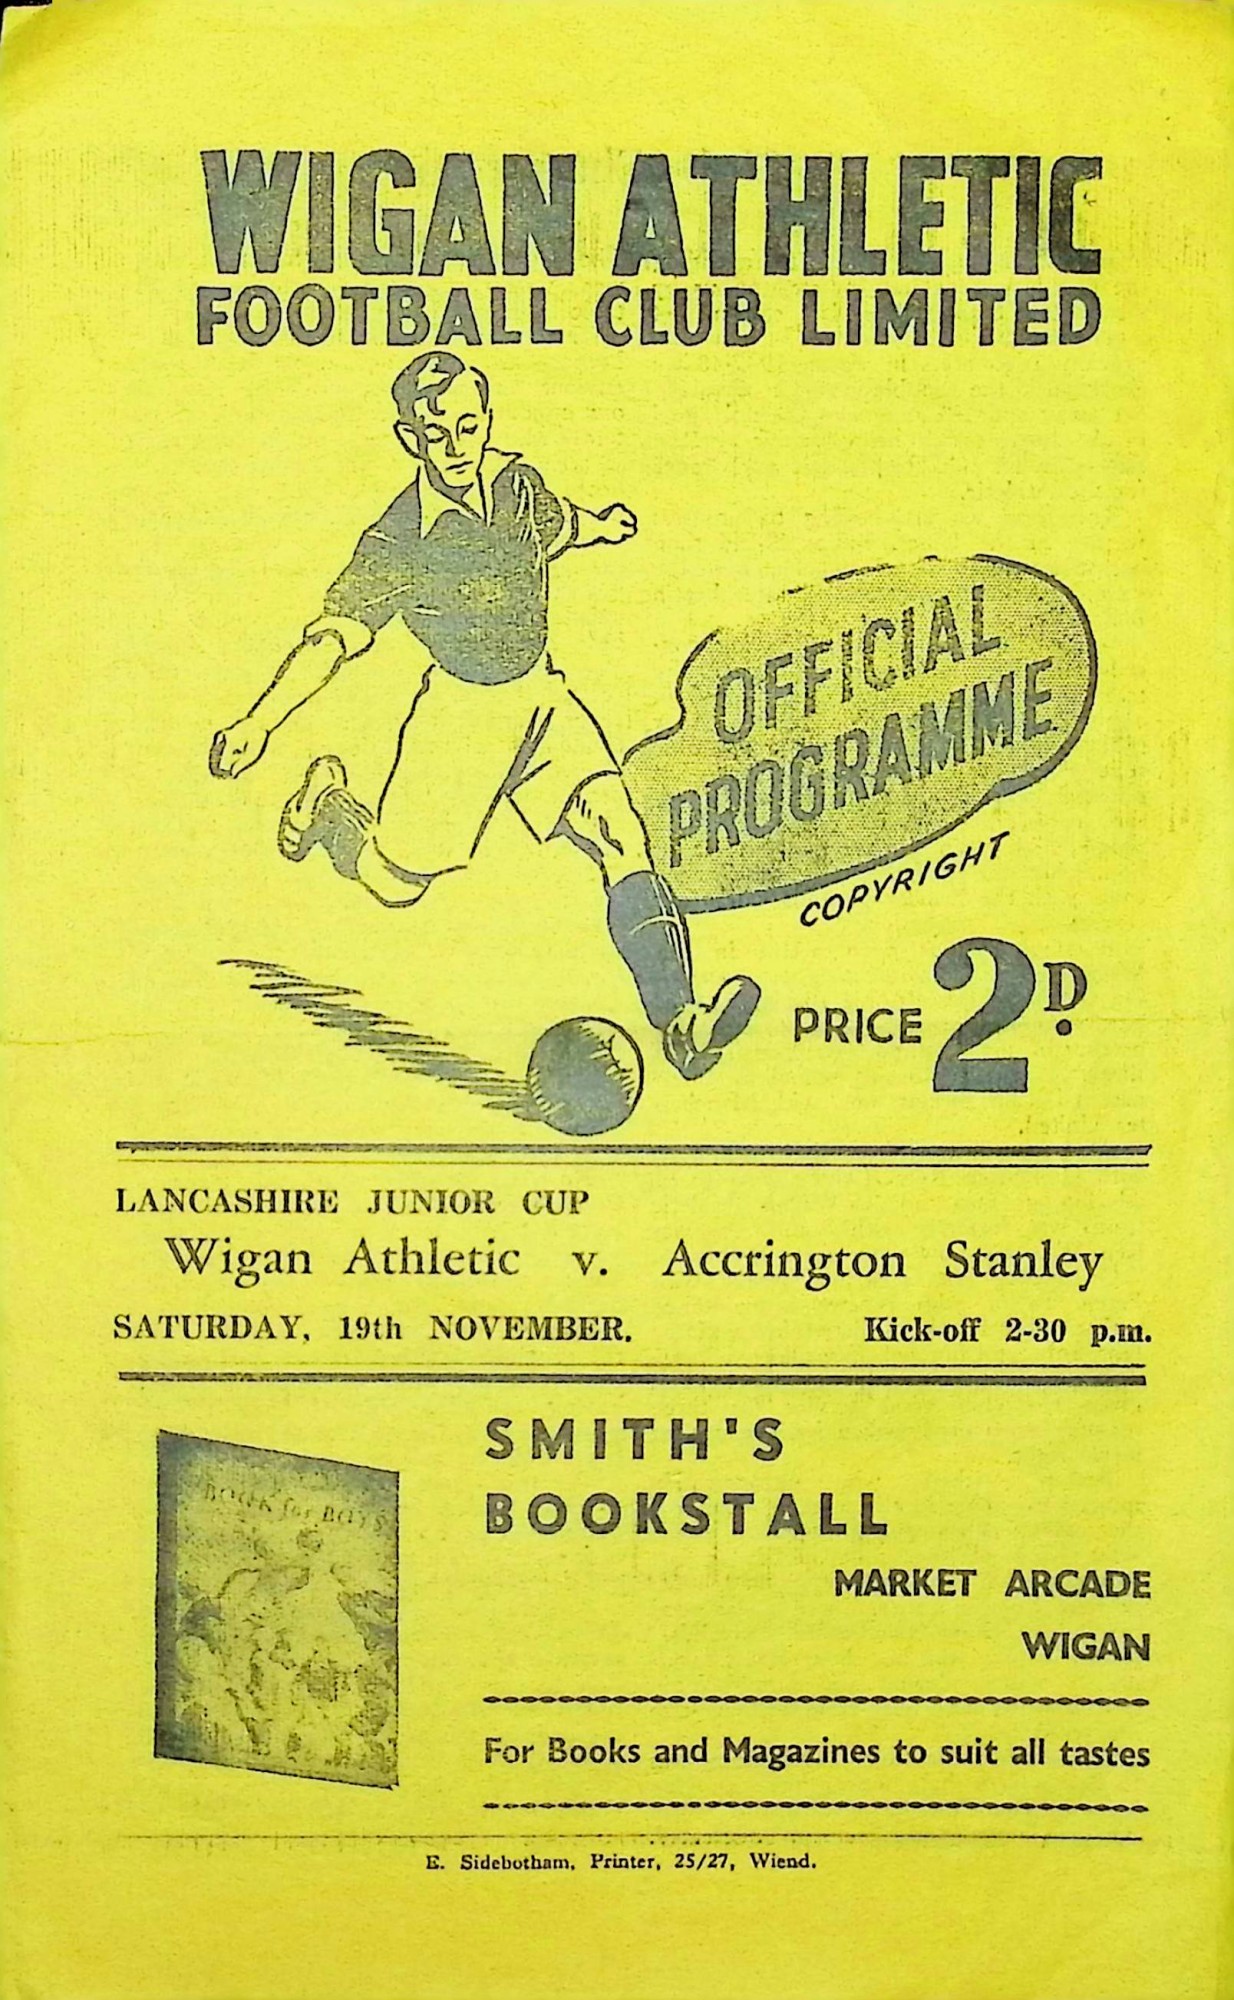 WIGAN ATHLETIC
FOOTBALL CLUB LIMITED
OFFICIAL
PROGRAMME
COPYRIGHT
PRICE 2D.
LANCASHIRE JUNIOR CUP
Wigan Athletic v. Accrington Stanley
SATURDAY, 19th NOVEMBER. Kick-off 2-30 p.m.
BOOK for BOYS
SMITH'S
BOOKSTALL
MARKET ARCADE
WIGAN
For Books and Magazines to suit all tastes
E. Sidebotham, Printer, 25/27, Wiend.